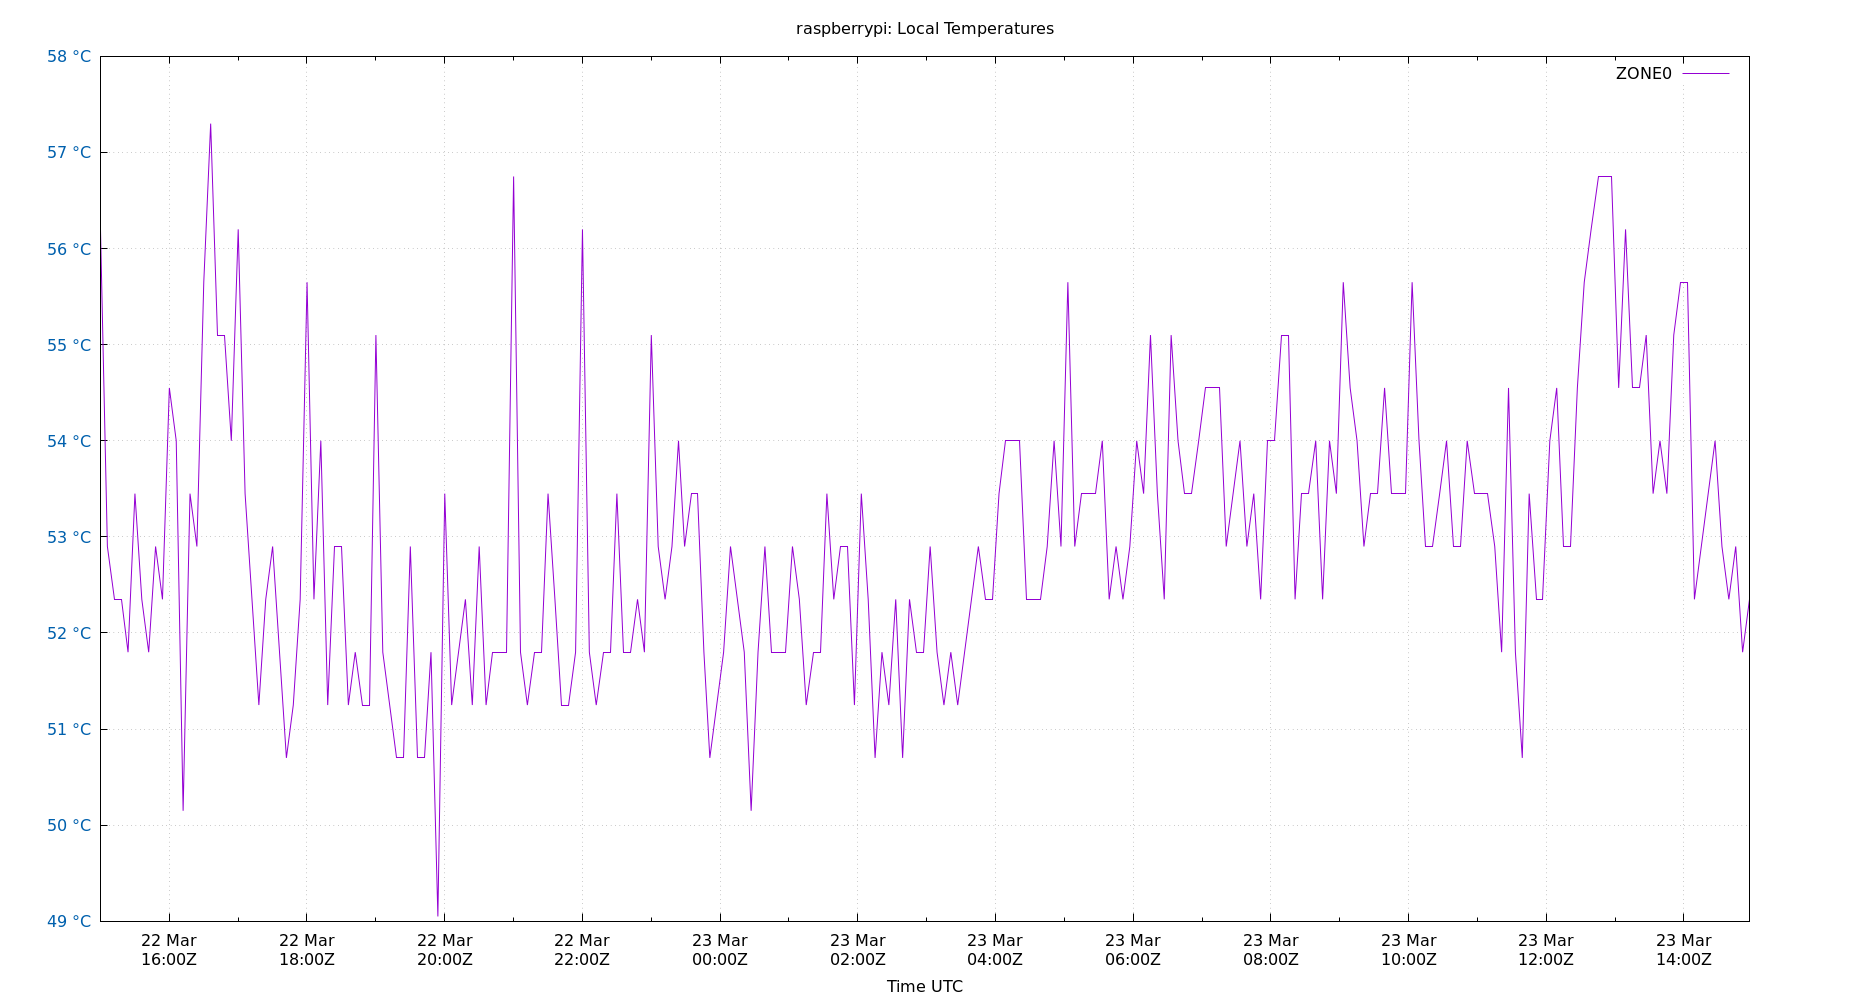 raspberrypi: Local Temperatures
ZONE0
58 °C
57 °C
56 °C
55 °C
54 °C
53 °C
52 °C
51 °C
50 °C
49 °C
22 Mar 22 Mar 22 Mar 22 Mar 23 Mar 23 Mar 23 Mar 23 Mar 23 Mar 23 Mar 23 Mar 23 Mar
16:00Z 18:00Z 20:00Z 22:00Z 00:00Z 02:00Z 04:00Z 06:00Z 08:00Z 10:00Z 12:00Z 14:00Z
Time UTC